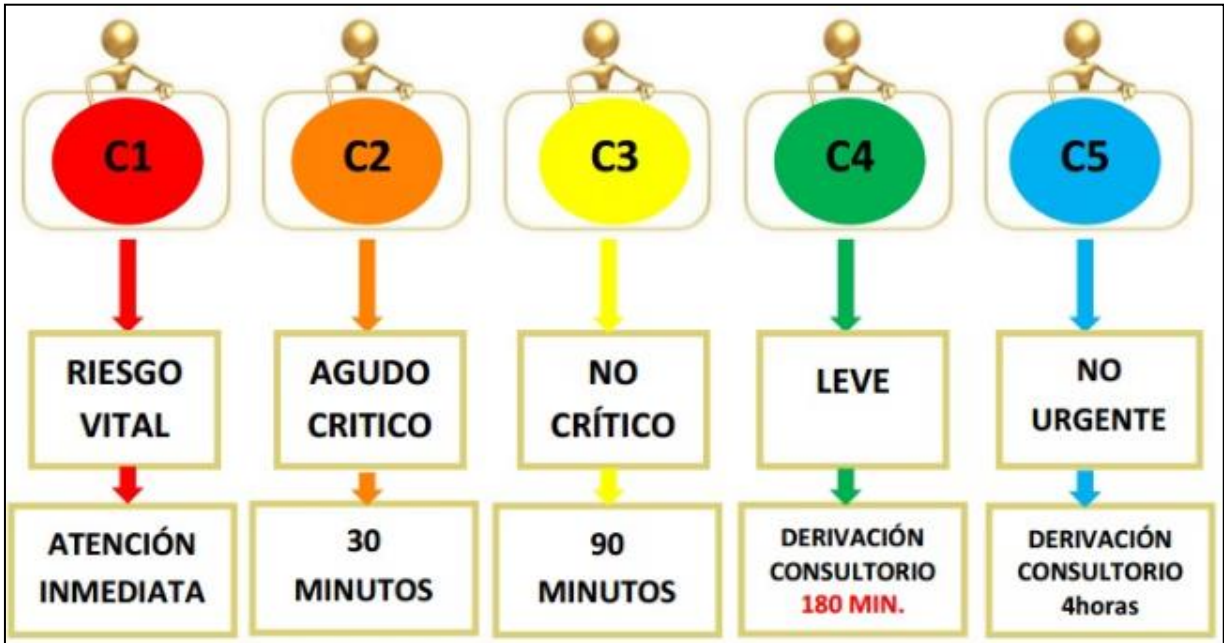 C1
C2
C3
C4
C5
RIESGO
VITAL
AGUDO
CRITICO
NO
CRÍTICO
LEVE
NO
URGENTE
ATENCIÓN
INMEDIATA
30
MINUTOS
90
MINUTOS
DERIVACIÓN
CONSULTORIO
180 MIN.
DERIVACIÓN
CONSULTORIO
4horas